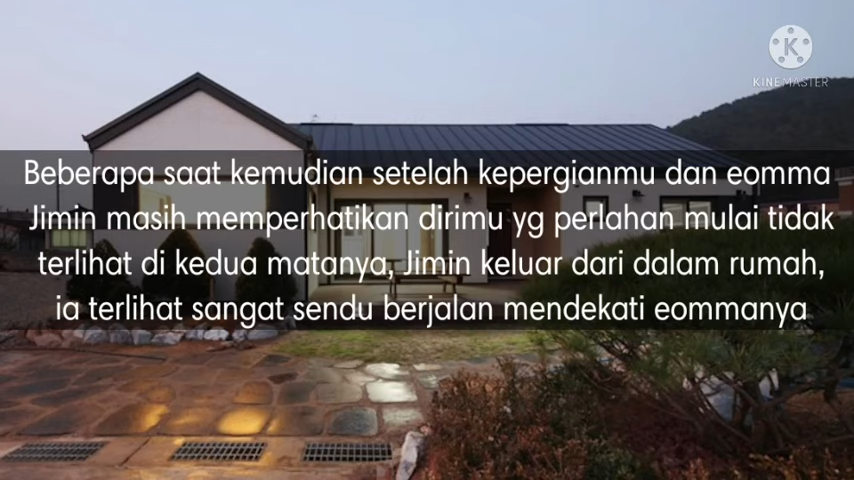 KINEMASTER
Beberapa saat kemudian setelah kepergianmu dan eomma
Jimin masih memperhatikan dirimu yg perlahan mulai tidak
terlihat di kedua matanya, Jimin keluar dari dalam rumah,
ia terlihat sangat sendu berjalan mendekati eommanya